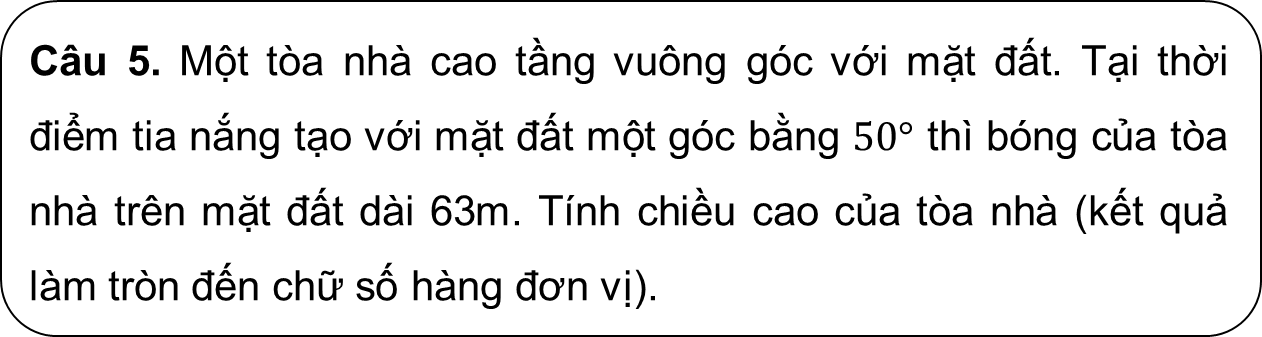 Câu 5. Một tòa nhà cao tầng vuông góc với mặt đất. Tại thời
điểm tia nắng tạo với mặt đất một góc bằng 50° thì bóng của tòa
nhà trên mặt đất dài 63m. Tính chiều cao của tòa nhà (kết quả
làm tròn đến chữ số hàng đơn vị).